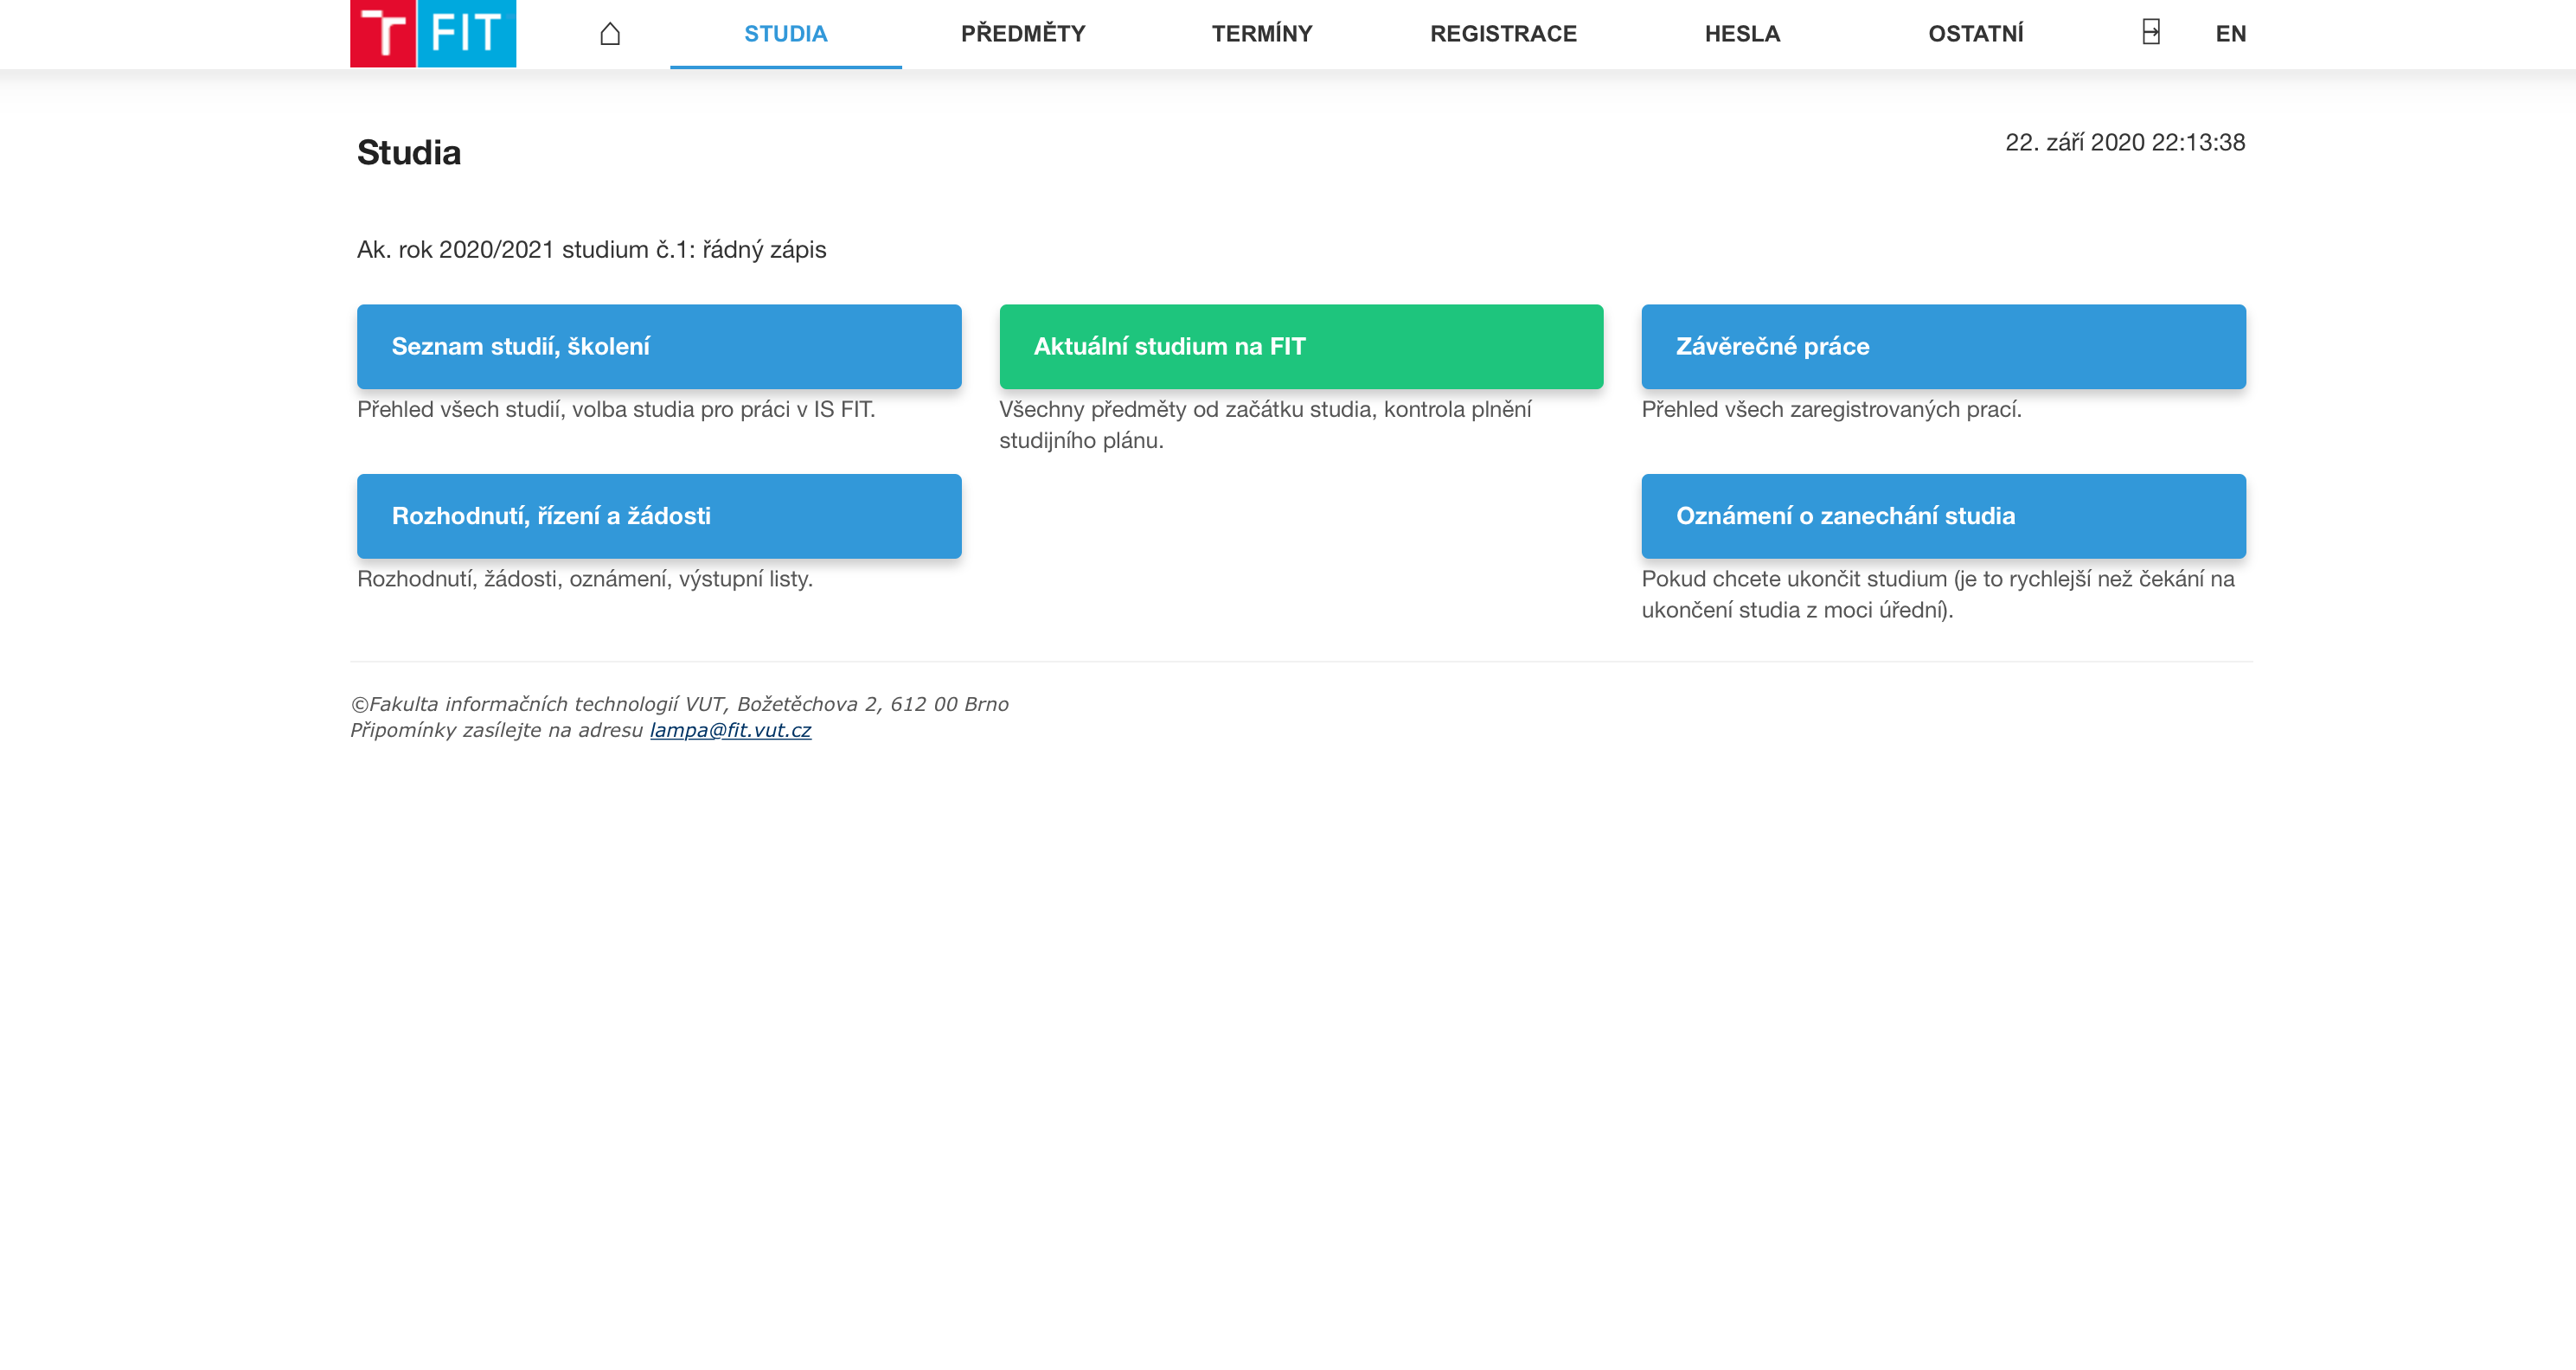 FIT
STUDIA
PŘEDMĚTY
TERMÍNY
REGISTRACE
HESLA
OSTATNÍ
EN
Studia
22. září 2020 22:13:38
Ak. rok 2020/2021 studium č.1: řádný zápis
Seznam studií, školení
Přehled všech studií, volba studia pro práci v IS FIT.
Aktuální studium na FIT
Všechny předměty od začátku studia, kontrola plnění
studijního plánu.
Závěrečné práce
Přehled všech zaregistrovaných prací.
Rozhodnutí, řízení a žádosti
Rozhodnutí, žádosti, oznámení, výstupní listy.
Oznámení o zanechání studia
Pokud chcete ukončit studium (je to rychlejší než čekání na
ukončení studia z moci úřední).
©Fakulta informačních technologií VUT, Božetěchova 2, 612 00 Brno
Připomínky zasílejte na adresu lampa@fit.vut.cz